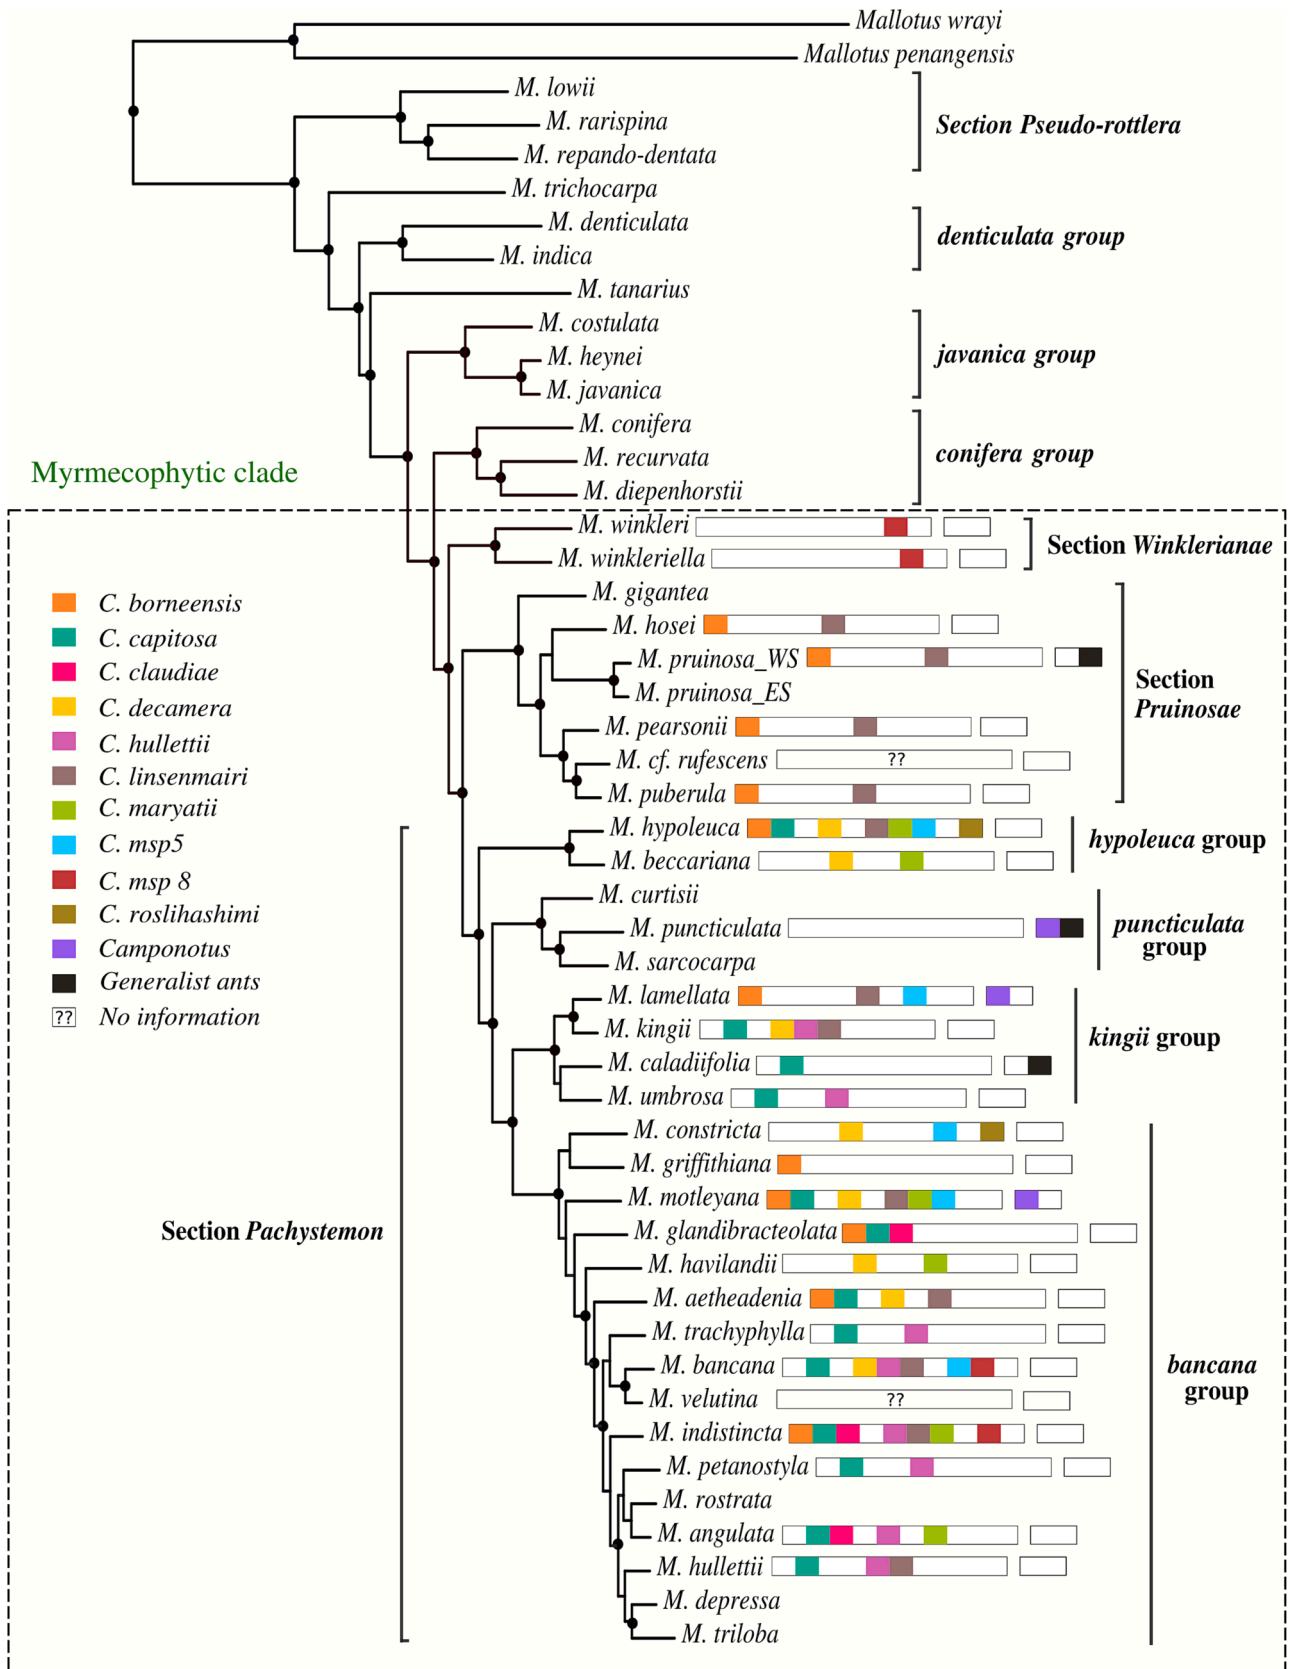 Mallotus wrayi
Mallotus penangensis
M. lowii
M. rarispina
M. repando-dentata
Section Pseudo-rottlera
M. trichocarpa
M. denticulata
M. indica
denticulata group
M. tanarius
M. costulata
M. heynei
M. javanica
javanica group
M. conifera
M. recurvata
M. diepenhorstii
conifera group
Myrmecophytic clade
M. winkleri
M. winkleriella
Section Winklerianae
C. borneensis
C. capitosa
C. claudiae
C. decamera
C. hullettii
C. linsenmairi
C. maryatii
C. msp5
C. msp 8
C. roslihashimi
Camponotus
Generalist ants
?? No information
M. gigantea
M. hosei
M. pruinosa_WS
M. pruinosa_ES
M. pearsonii
M. cf. rufescens ??
M. puberula
Section
Pruinosae
M. hypoleuca
M. beccariana
hypoleuca group
M. curtisii
M. puncticulata
M. sarcocarpa
puncticulata
group
M. lamellata
M. kingii
M. caladiifolia
M. umbrosa
kingii group
Section Pachystemon
M. constricta
M. griffithiana
M. motleyana
M. glandibracteolata
M. havilandii
M. aetheadenia
M. trachyphylla
M. bancana
M. velutina ??
M. indistincta
M. petanostyla
M. rostrata
M. angulata
M. hullettii
M. depressa
M. triloba
bancana
group